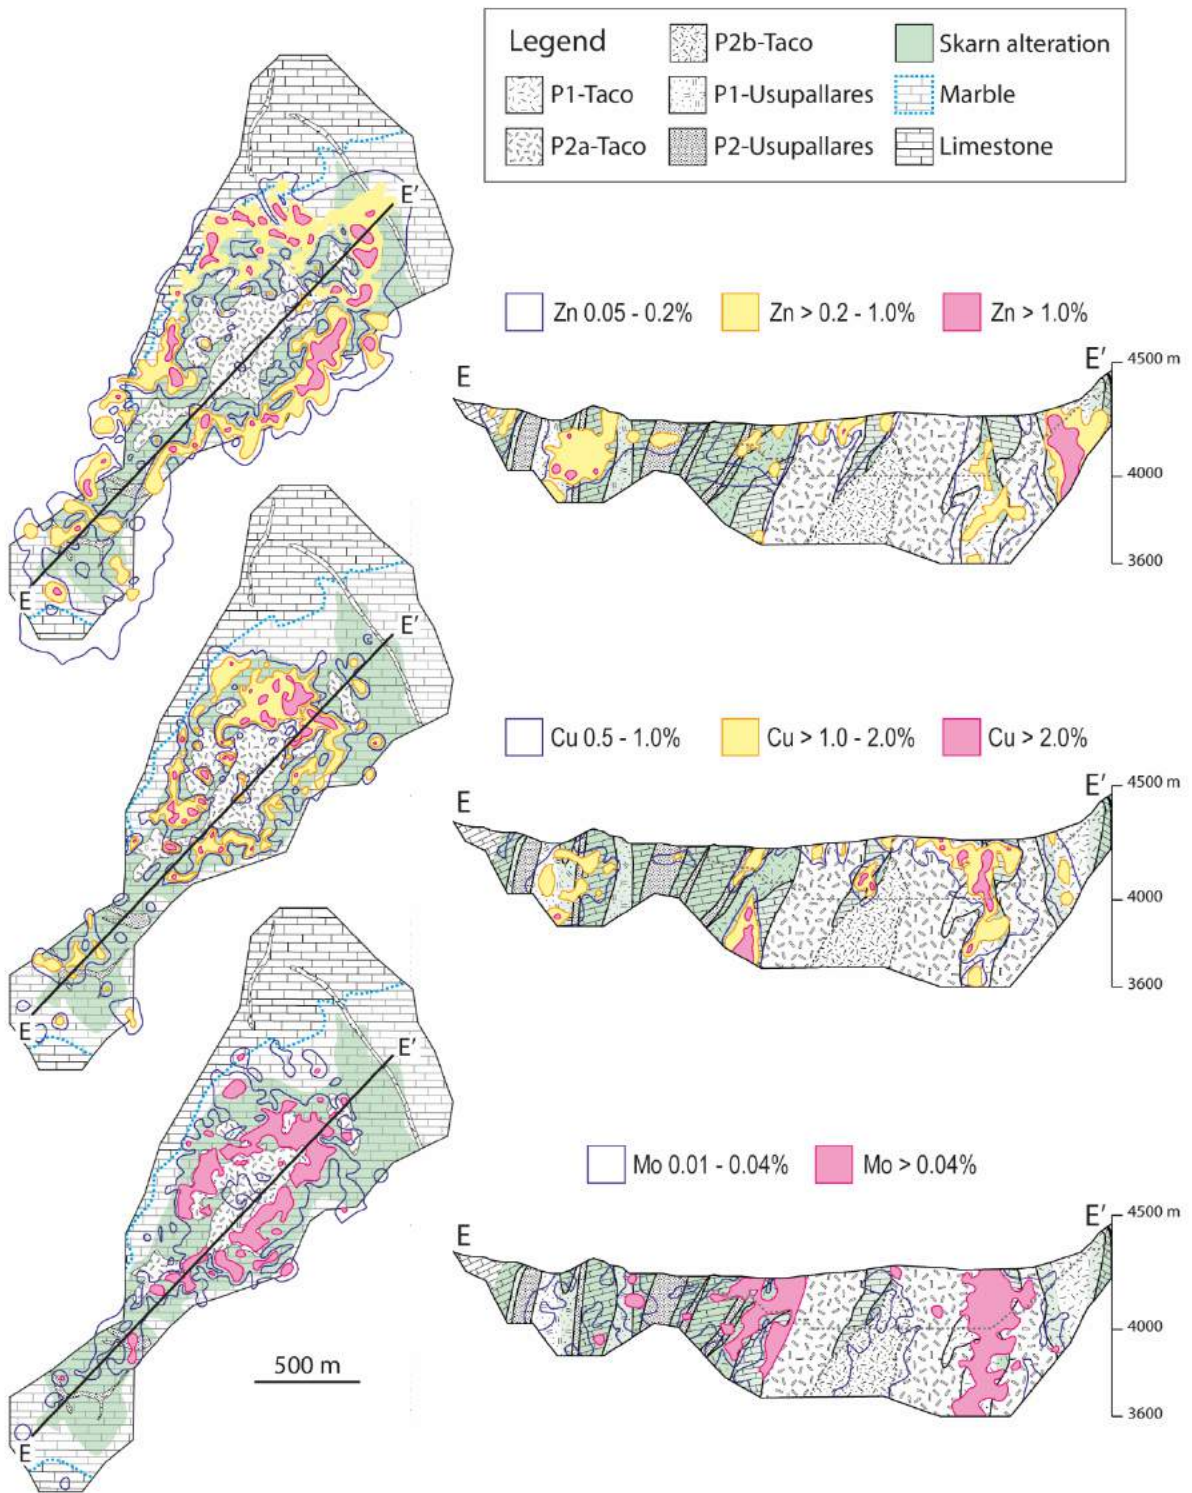 Legend
P1-Taco
P2a-Taco
P2b-Taco
P1-Usupallares
P2-Usupallares
Skarn alteration
Marble
Limestone
E'
E
Zn 0.05 - 0.2%
Zn > 0.2 - 1.0%
Zn > 1.0%
E
E'
4500 m
4000
3600
E'
E
Cu 0.5 - 1.0%
Cu > 1.0 - 2.0%
Cu > 2.0%
E
E'
4500 m
4000
3600
E'
E
500 m
Mo 0.01 - 0.04%
Mo > 0.04%
E
E'
4500 m
4000
3600